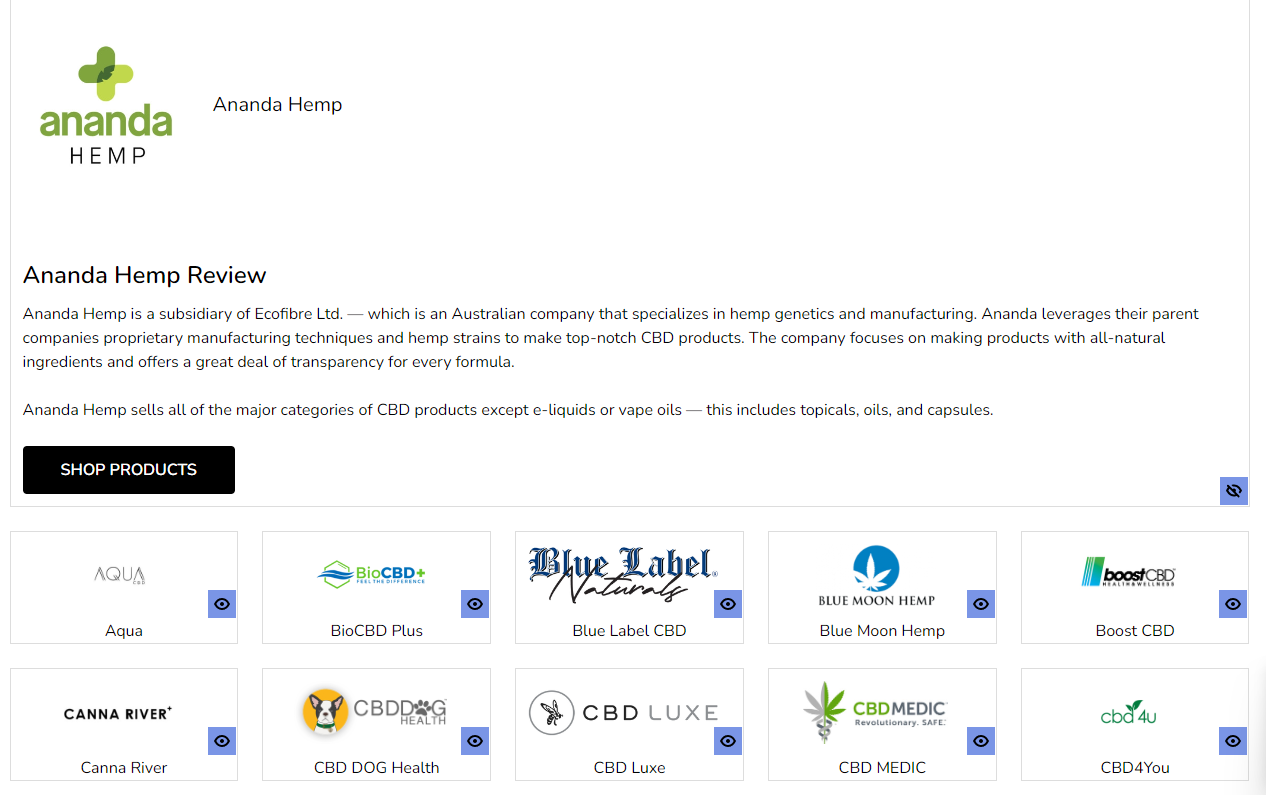 ananda
HEMP
Ananda Hemp
Ananda Hemp Review
Ananda Hemp is a subsidiary of Ecofibre Ltd. — which is an Australian company that specializes in hemp genetics and manufacturing. Ananda leverages their parent
companies proprietary manufacturing techniques and hemp strains to make top-notch CBD products. The company focuses on making products with all-natural
ingredients and offers a great deal of transparency for every formula.
Ananda Hemp sells all of the major categories of CBD products except e-liquids or vape oils — this includes topicals, oils, and capsules.
SHOP PRODUCTS
AQUA
CBD
Aqua
BioCBD+
FEEL THE DIFFERENCE
BioCBD Plus
Blue Label®
Naturals
Blue Label CBD
BLUE MOON HEMP
Blue Moon Hemp
boostCBD
HEALTH&WELLNESS
Boost CBD
CANNA RIVER+
Canna River
CBDDOG
HEALTH
CBD DOG Health
CBD LUXE
CBD Luxe
CBDMEDIC
Revolutionary. SAFE.
CBD MEDIC
cbd4u
CBD4You